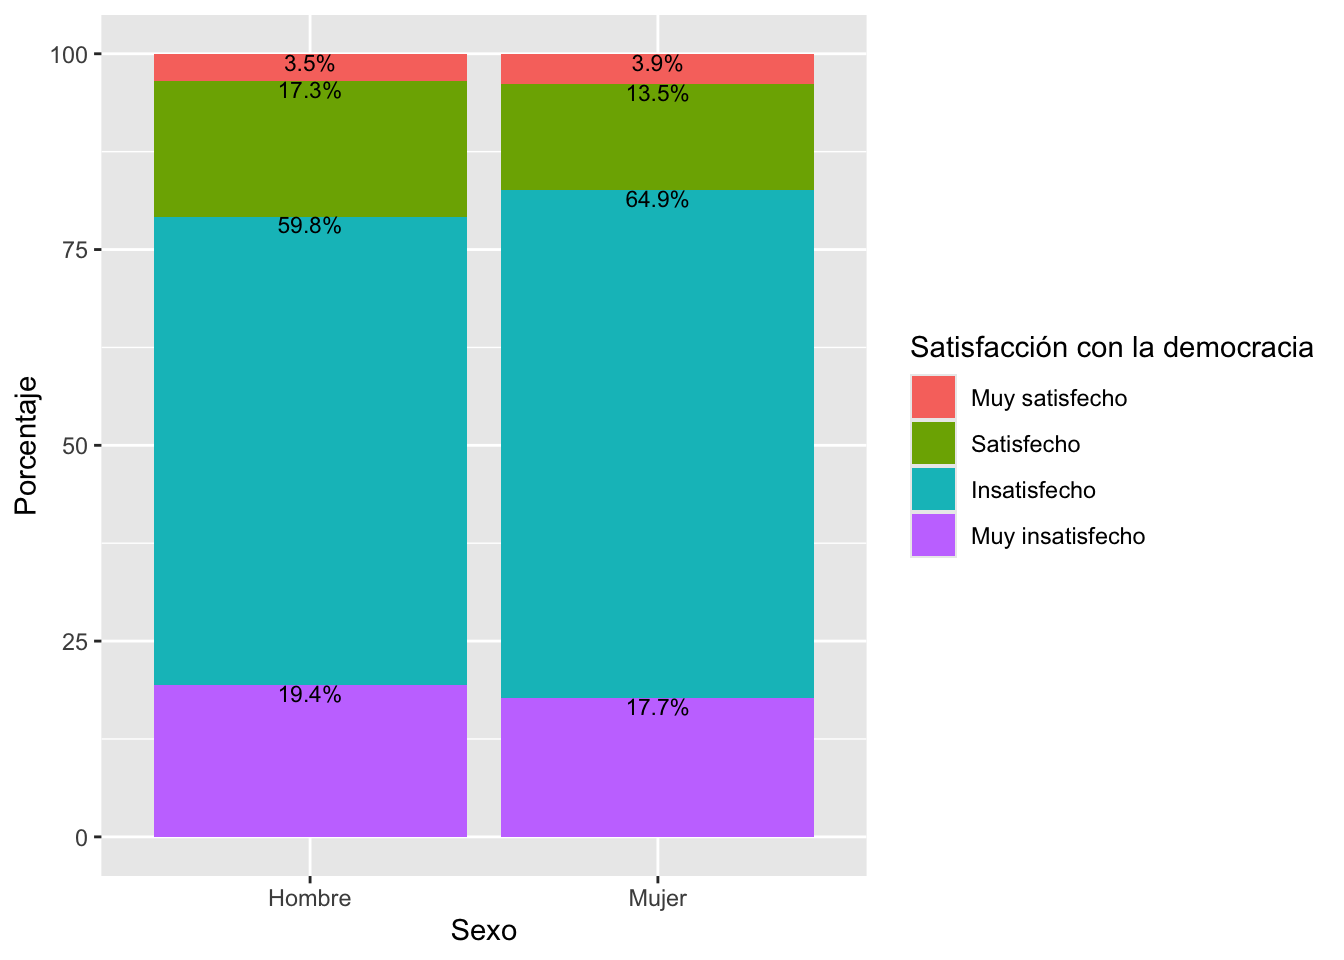 Porcentaje
100
75
50
25
0
3.5%
17.3%
59.8%
19.4%
3.9%
13.5%
64.9%
17.7%
Hombre
Mujer
Sexo
Satisfacción con la democracia
Muy satisfecho
Satisfecho
Insatisfecho
Muy insatisfecho